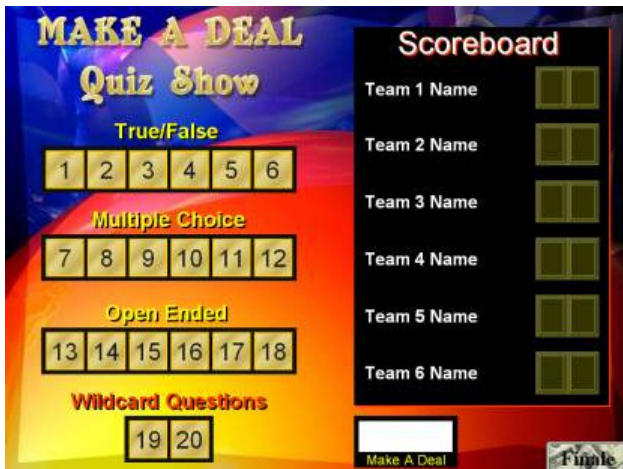 MAKE A DEAL
Quiz Show
True/False
1 2 3 4 5 6
Multiple Choice
7 8 9 10 11 12
Open Ended
13 14 15 16 17 18
Wildcard Questions
19 20
Scoreboard
Team 1 Name
Team 2 Name
Team 3 Name
Team 4 Name
Team 5 Name
Team 6 Name
Make A Deal
Finale